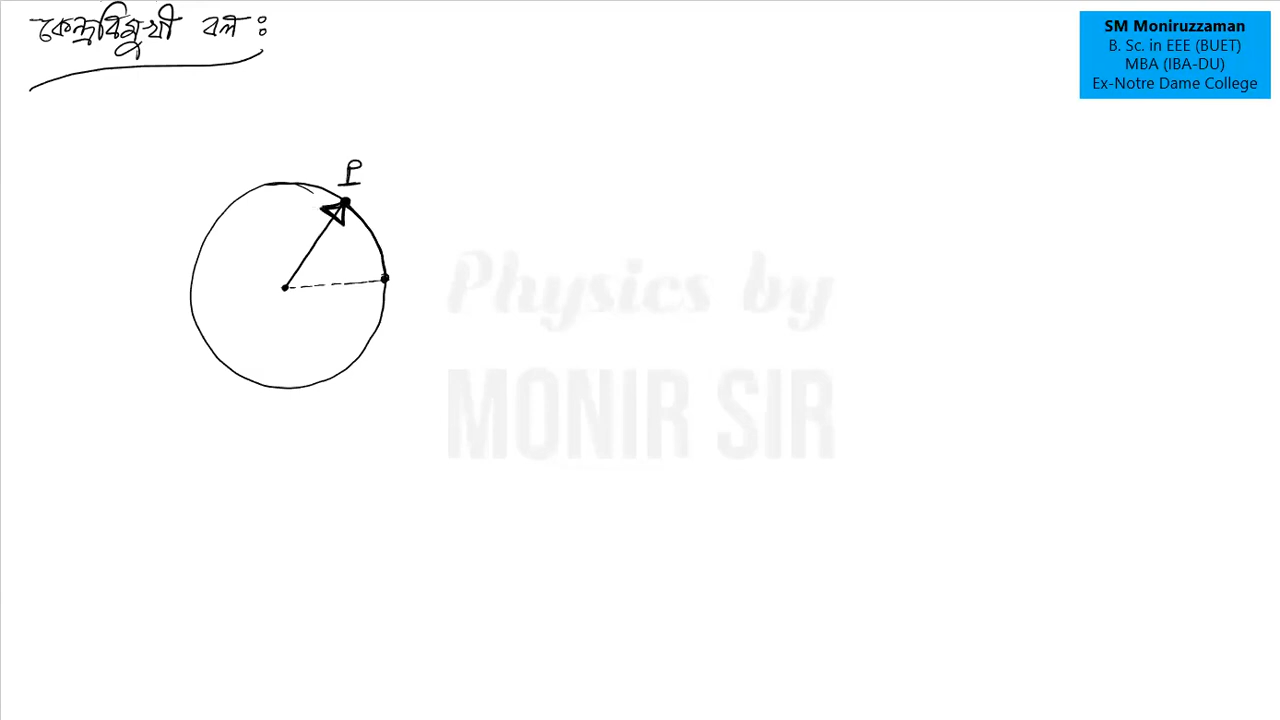 কেন্দ্রবিমুখী বল :
SM Moniruzzaman
B. Sc. in EEE (BUET)
MBA (IBA-DU)
Ex-Notre Dame College
P
Physics by
MONIR SIR